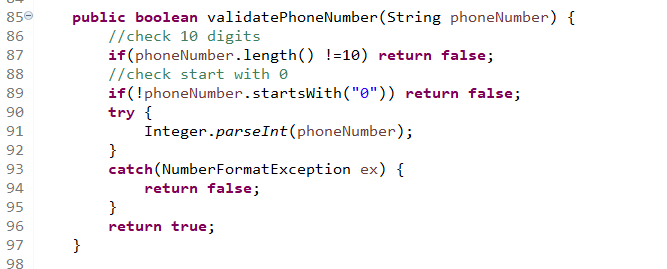 85 public boolean validatePhoneNumber(String phoneNumber) {
86 //check 10 digits
87 if(phoneNumber.length() !=10) return false;
88 //check start with 0
89 if(!phoneNumber.startsWith("0")) return false;
90 try {
91 Integer.parseInt(phoneNumber);
92 }
93 catch(NumberFormatException ex) {
94 return false;
95 }
96 return true;
97 }
98